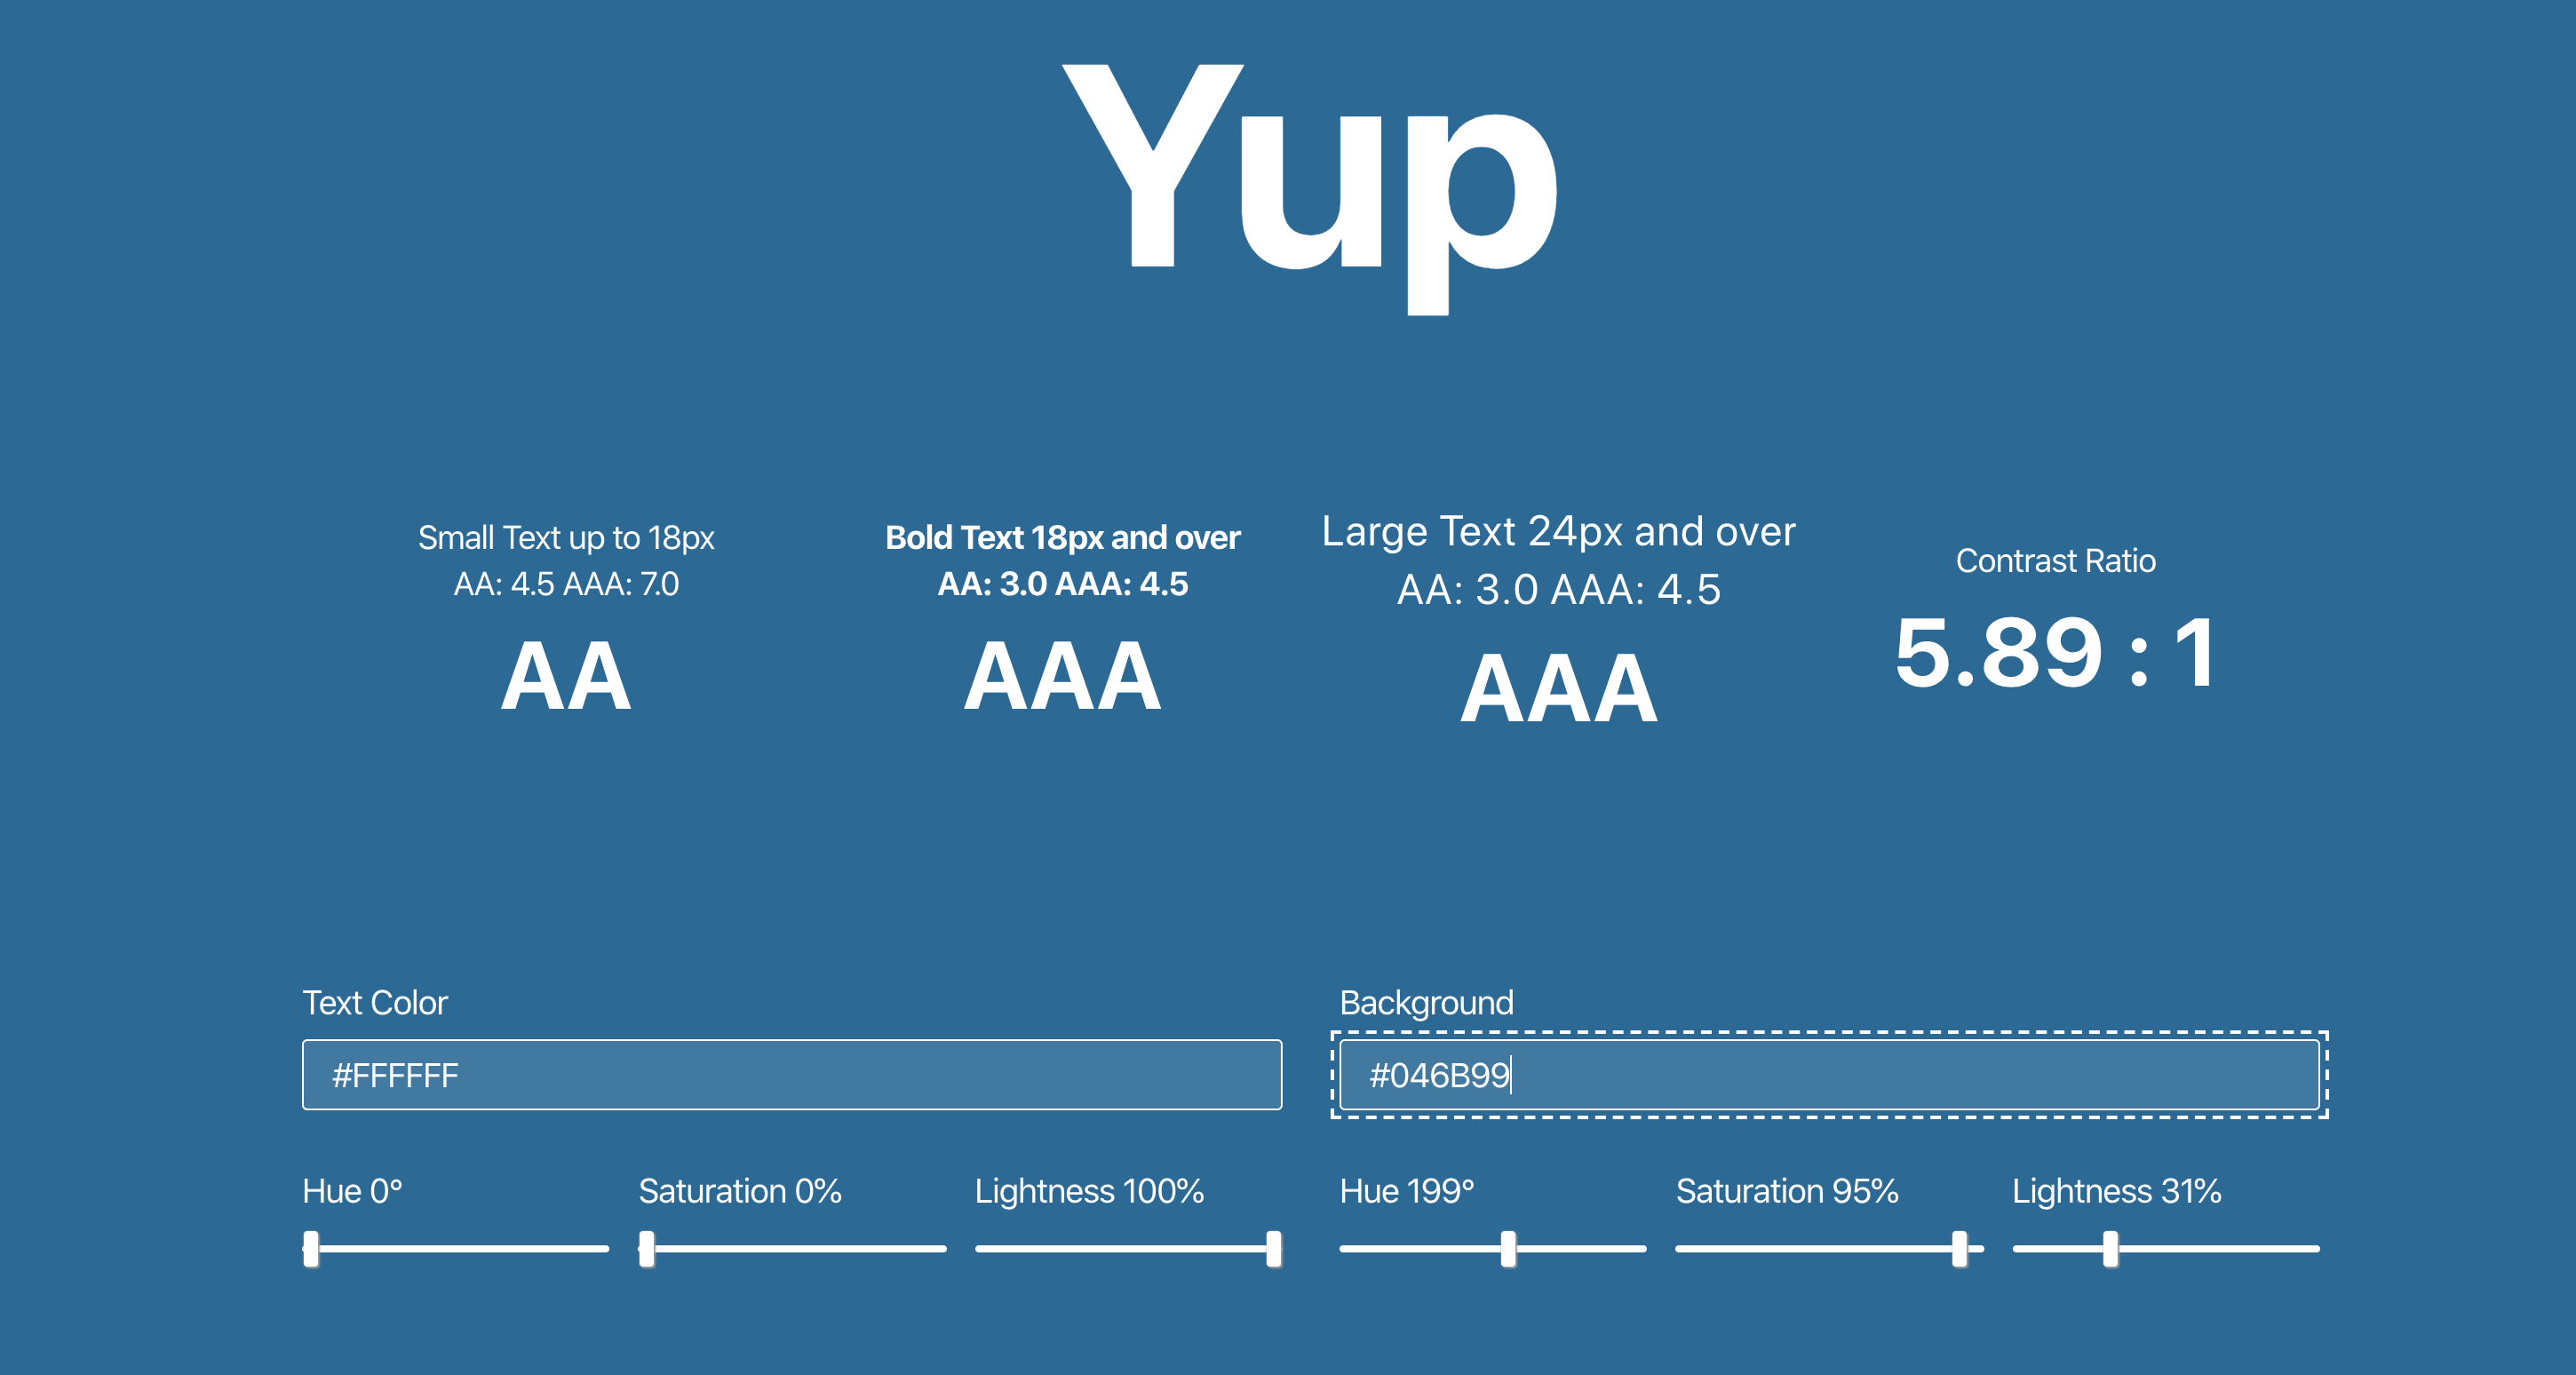 Yup
Small Text up to 18px
AA: 4.5 AAA: 7.0
AA
Bold Text 18px and over
AA: 3.0 AAA: 4.5
AAA
Large Text 24px and over
AA: 3.0 AAA: 4.5
AAA
Contrast Ratio
5.89 : 1
Text Color
#FFFFFF
Hue 0°
Saturation 0%
Lightness 100%
Background
#046B99
Hue 199°
Saturation 95%
Lightness 31%